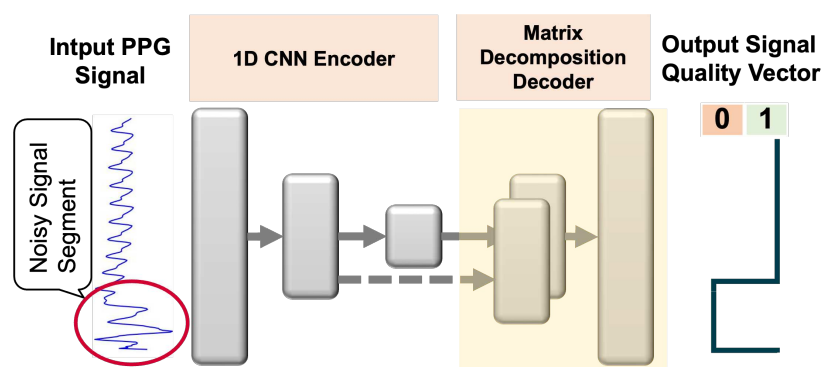 Intput PPG
Signal
1D CNN Encoder
Matrix
Decomposition
Decoder
Output Signal
Quality Vector
0 1
Noisy Signal
Segment